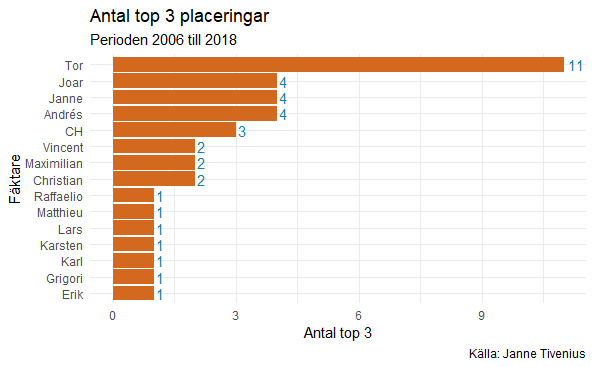 Antal top 3 placeringar
Perioden 2006 till 2018
Fäktare
Tor 11
Joar 4
Janne 4
Andrés 4
CH 3
Vincent 2
Maximilian 2
Christian 2
Raffaelio 1
Matthieu 1
Lars 1
Karsten 1
Karl 1
Grigori 1
Erik 1
0 3 6 9
Antal top 3
Källa: Janne Tivenius